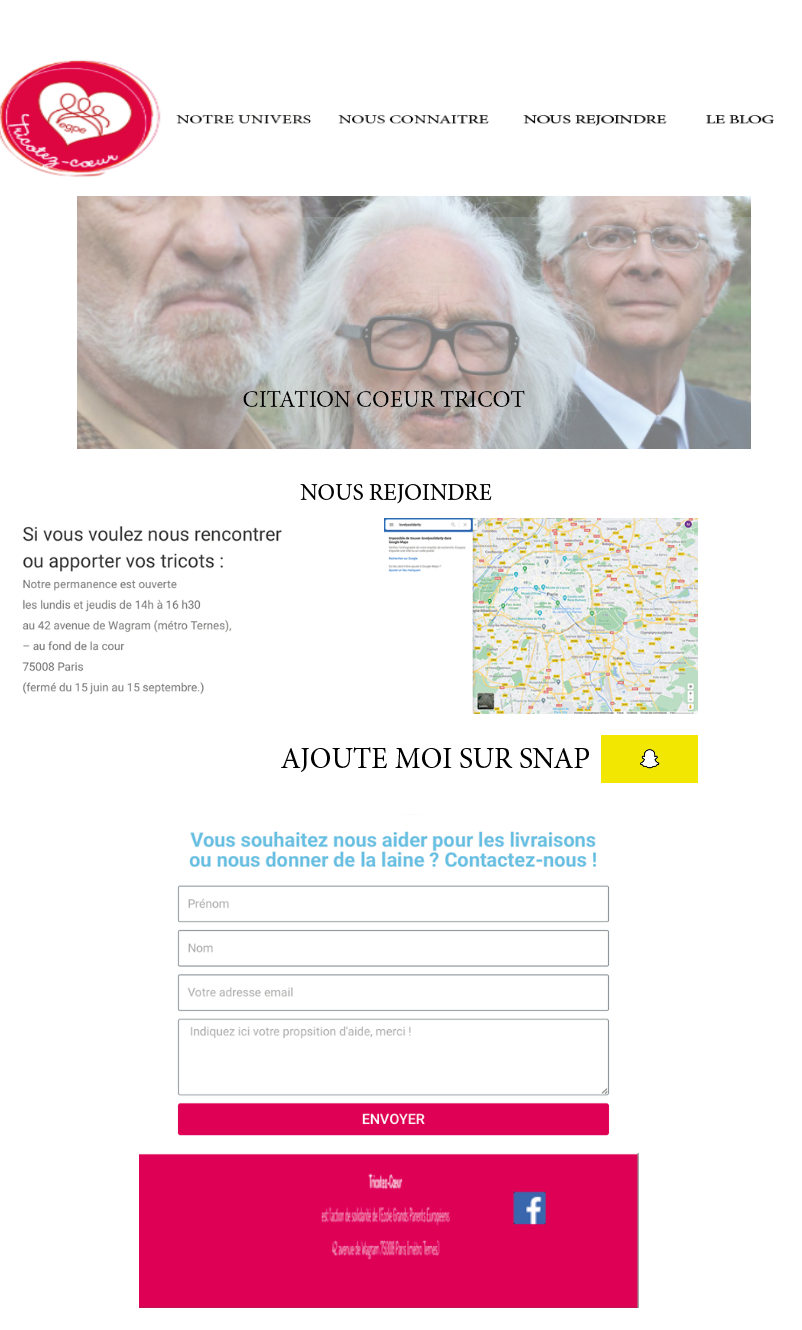 egpe
tricotez-cœur
NOTRE UNIVERS NOUS CONNAITRE NOUS REJOINDRE LE BLOG
CITATION COEUR TRICOT
NOUS REJOINDRE
Si vous voulez nous rencontrer
ou apporter vos tricots :
Notre permanence est ouverte
les lundis et jeudis de 14h à 16 h30
au 42 avenue de Wagram (métro Ternes),
– au fond de la cour
75008 Paris
(fermé du 15 juin au 15 septembre.)
Paris
AJOUTE MOI SUR SNAP
Vous souhaitez nous aider pour les livraisons
ou nous donner de la laine ? Contactez-nous !
Prénom
Nom
Votre adresse email
Indiquez ici votre propsition d'aide, merci !
ENVOYER
Tricotez-Cœur
est l'action de solidarité de l'Ecole Grands Parents Européens
42 avenue de Wagram 75008 Paris (métro Ternes)